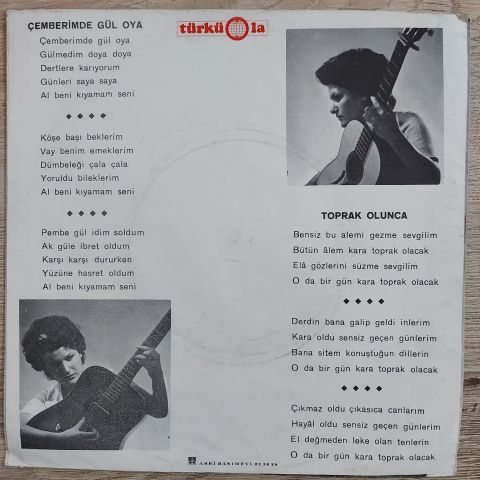 ÇEMBERİMDE GÜL OYA
Çemberimde gül oya
Gülmedim doya doya
Dertlere karıyorum
Günleri saya saya
Al beni kıyamam seni
Köşe başı beklerim
Vay benim emeklerim
Dümbeleği çala çala
Yoruldu bileklerim
Al beni kıyamam seni
Pembe gül idim soldum
Ak güle ibret oldum
Karşı karşı dururken
Yüzüne hasret oldum
Al beni kıyamam seni
türküola
TOPRAK OLUNCA
Bensiz bu alemi gezme sevgilim
Bütün âlem kara toprak olacak
Elâ gözlerini süzme sevgilim
O da bir gün kara toprak olacak
Derdin bana galip geldi inlerim
Kara oldu sensiz geçen günlerim
Bana sitem konuştuğun dillerin
O da bir gün kara toprak olacak
Çıkmaz oldu çıkasıca canlarım
Hayâl oldu sensiz geçen günlerim
El değmeden leke olan tenlerin
O da bir gün kara toprak olacak
ASRİ BASIMEVİ